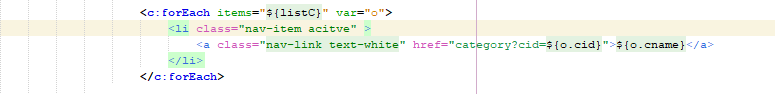 <c:forEach items="${listC}" var="o">
<li class="nav-item acitve" >
<a class="nav-link text-white" href="category?cid=${o.cid}">${o.cname}</a>
</li>
</c:forEach>